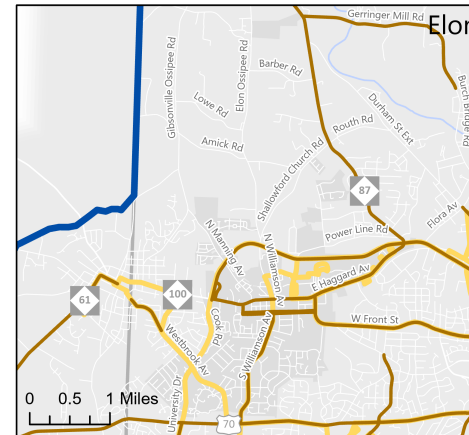 Gerringer Mill Rd
Elon
Barber Rd
Burch Bridge Rd
Gibsonville Ossipee Rd
Elon Ossipee Rd
Lowe Rd
Durham St Ext
Routh Rd
Amick Rd
Shallowford Church Rd
87
N Manning Av
N Williamson Av
Power Line Rd
Flora Av
E Haggard Av
61
100
Cook Rd
W Front St
Westbrook Av
S Williamson Av
University Dr
0 0.5 1 Miles
70